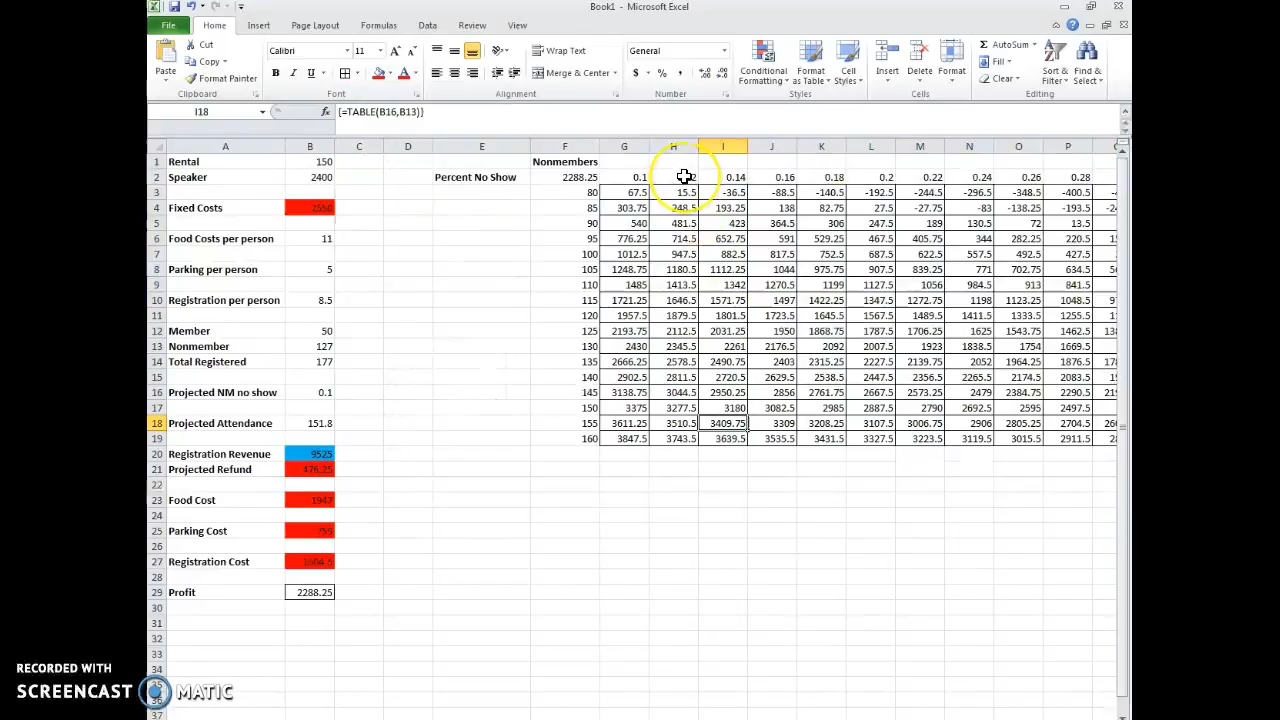 Book1 - Microsoft Excel
File Home Insert Page Layout Formulas Data Review View
Cut
Copy
Format Painter
Paste
Clipboard
Calibri 11
B I U
Font
Wrap Text
Merge & Center
Alignment
General
$ % ,
Number
Conditional Formatting
Format as Table
Cell Styles
Styles
Insert Delete Format
Cells
AutoSum
Fill
Clear
Sort & Filter
Find & Select
Editing
I18 fx {=TABLE(B16,B13)}
A B C D E F G H I J K L M N O P
1 Rental 150 Nonmembers
2 Speaker 2400 Percent No Show 2288.25 0.1 0.14 0.16 0.18 0.2 0.22 0.24 0.26 0.28
3 80 67.5 15.5 -36.5 -88.5 -140.5 -192.5 -244.5 -296.5 -348.5 -400.5
4 Fixed Costs 2550 85 303.75 248.5 193.25 138 82.75 27.5 -27.75 -83 -138.25 -193.5
5 90 540 481.5 423 364.5 306 247.5 189 130.5 72 13.5
6 Food Costs per person 11 95 776.25 714.5 652.75 591 529.25 467.5 405.75 344 282.25 220.5
7 100 1012.5 947.5 882.5 817.5 752.5 687.5 622.5 557.5 492.5 427.5
8 Parking per person 5 105 1248.75 1180.5 1112.25 1044 975.75 907.5 839.25 771 702.75 634.5
9 110 1485 1413.5 1342 1270.5 1199 1127.5 1056 984.5 913 841.5
10 Registration per person 8.5 115 1721.25 1646.5 1571.75 1497 1422.25 1347.5 1272.75 1198 1123.25 1048.5
11 120 1957.5 1879.5 1801.5 1723.5 1645.5 1567.5 1489.5 1411.5 1333.5 1255.5
12 Member 50 125 2193.75 2112.5 2031.25 1950 1868.75 1787.5 1706.25 1625 1543.75 1462.5
13 Nonmember 127 130 2430 2345.5 2261 2176.5 2092 2007.5 1923 1838.5 1754 1669.5
14 Total Registered 177 135 2666.25 2578.5 2490.75 2403 2315.25 2227.5 2139.75 2052 1964.25 1876.5
15 140 2902.5 2811.5 2720.5 2629.5 2538.5 2447.5 2356.5 2265.5 2174.5 2083.5
16 Projected NM no show 0.1 145 3138.75 3044.5 2950.25 2856 2761.75 2667.5 2573.25 2479 2384.75 2290.5
17 150 3375 3277.5 3180 3082.5 2985 2887.5 2790 2692.5 2595 2497.5
18 Projected Attendance 151.8 155 3611.25 3510.5 3409.75 3309 3208.25 3107.5 3006.75 2906 2805.25 2704.5
19 160 3847.5 3743.5 3639.5 3535.5 3431.5 3327.5 3223.5 3119.5 3015.5 2911.5
20 Registration Revenue 9525
21 Projected Refund 476.25
22
23 Food Cost
24
25 Parking Cost 759
26
27 Registration Cost
28
29 Profit 2288.25
30
31
32
33
34
35
36
37
RECORDED WITH
SCREENCAST MATIC